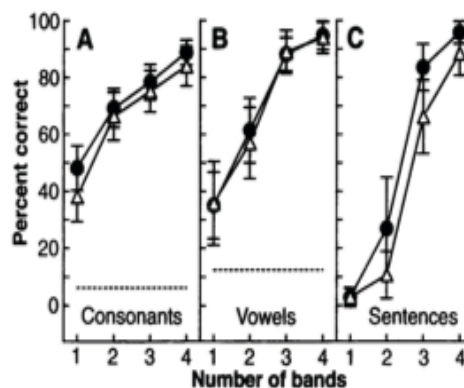 A B C
Percent correct
100
80
60
40
20
0
Consonants Vowels Sentences
1 2 3 4 1 2 3 4 1 2 3 4
Number of bands